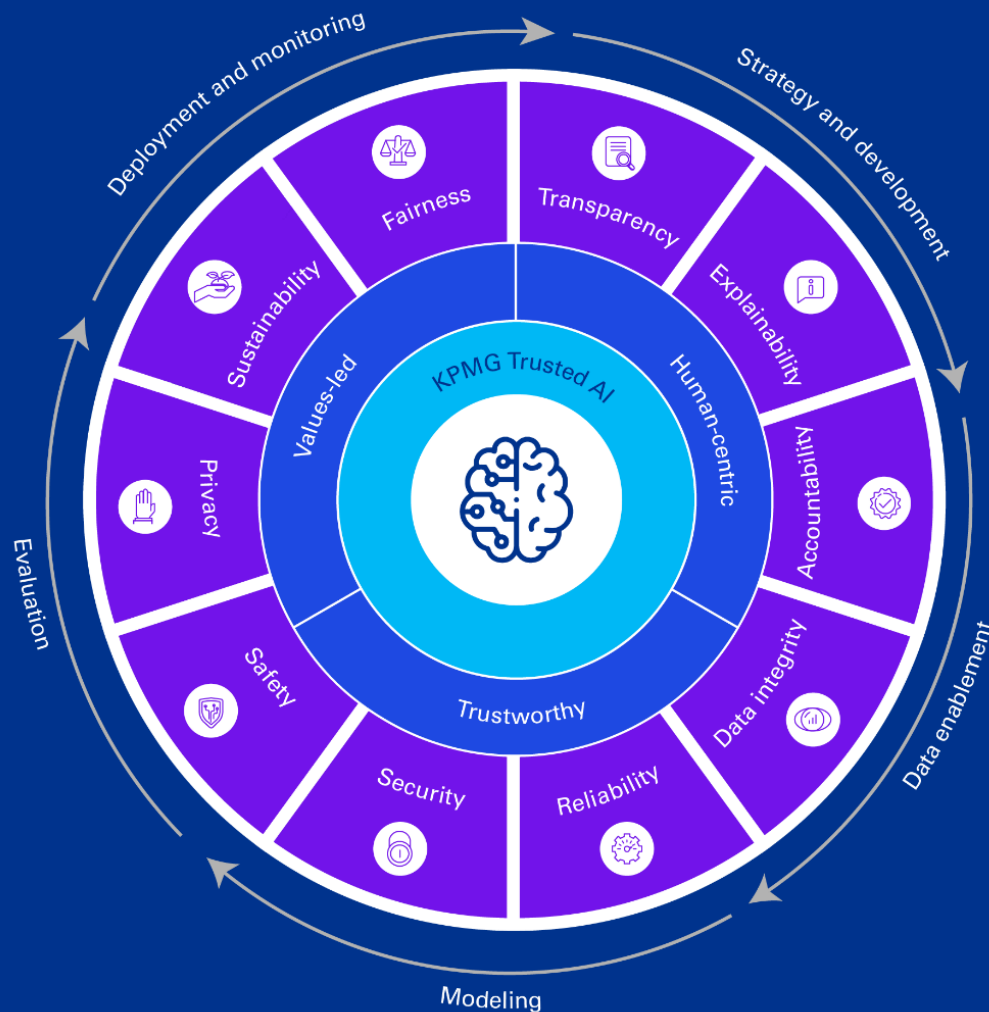 Deployment and monitoring
Strategy and development
Data enablement
Modeling
Evaluation
Fairness
Transparency
Explainability
Accountability
Data integrity
Reliability
Security
Safety
Privacy
Sustainability
Values-led
Human-centric
Trustworthy
KPMG Trusted AI